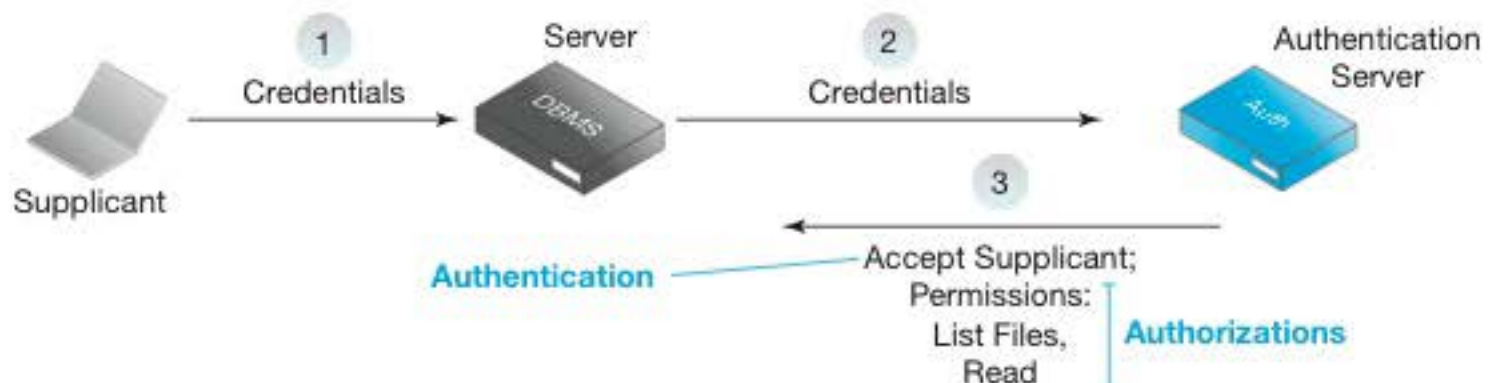 1
Credentials
Server
DBMS
2
Credentials
Authentication
Server
Auth
Supplicant
3
Authentication
Accept Supplicant;
Permissions:
List Files,
Read
Authorizations